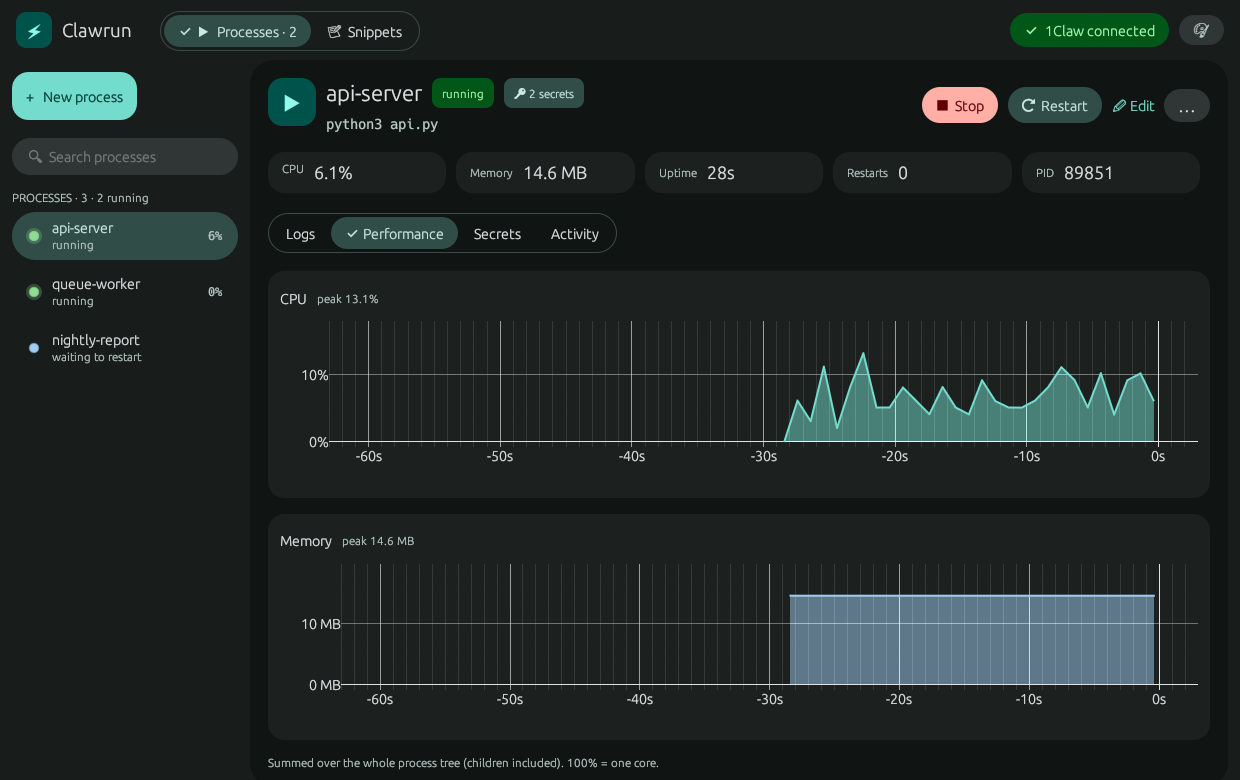 Clawrun
Processes · 2
Snippets
1Claw connected
+ New process
Search processes
PROCESSES · 3 · 2 running
api-server
running
6%
queue-worker
running
0%
nightly-report
waiting to restart
api-server
running
2 secrets
python3 api.py
Stop
Restart
Edit
...
CPU 6.1%
Memory 14.6 MB
Uptime 28s
Restarts 0
PID 89851
Logs
Performance
Secrets
Activity
CPU peak 13.1%
10%
0%
-60s -50s -40s -30s -20s -10s 0s
Memory peak 14.6 MB
10 MB
0 MB
-60s -50s -40s -30s -20s -10s 0s
Summed over the whole process tree (children included). 100% = one core.